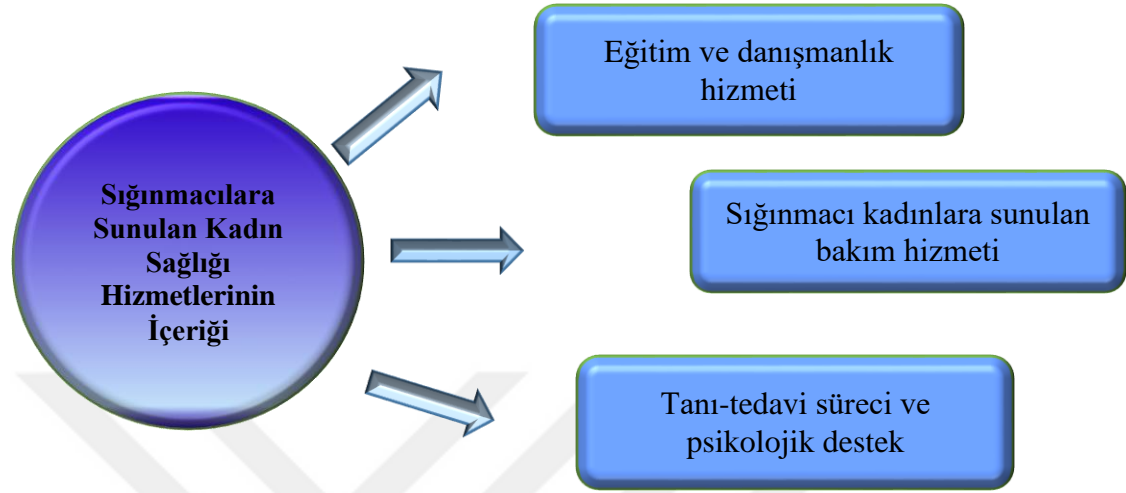 Sığınmacılara
Sunulan Kadın
Sağlığı
Hizmetlerinin
İçeriği
Eğitim ve danışmanlık
hizmeti
Sığınmacı kadınlara sunulan
bakım hizmeti
Tanı-tedavi süreci ve
psikolojik destek